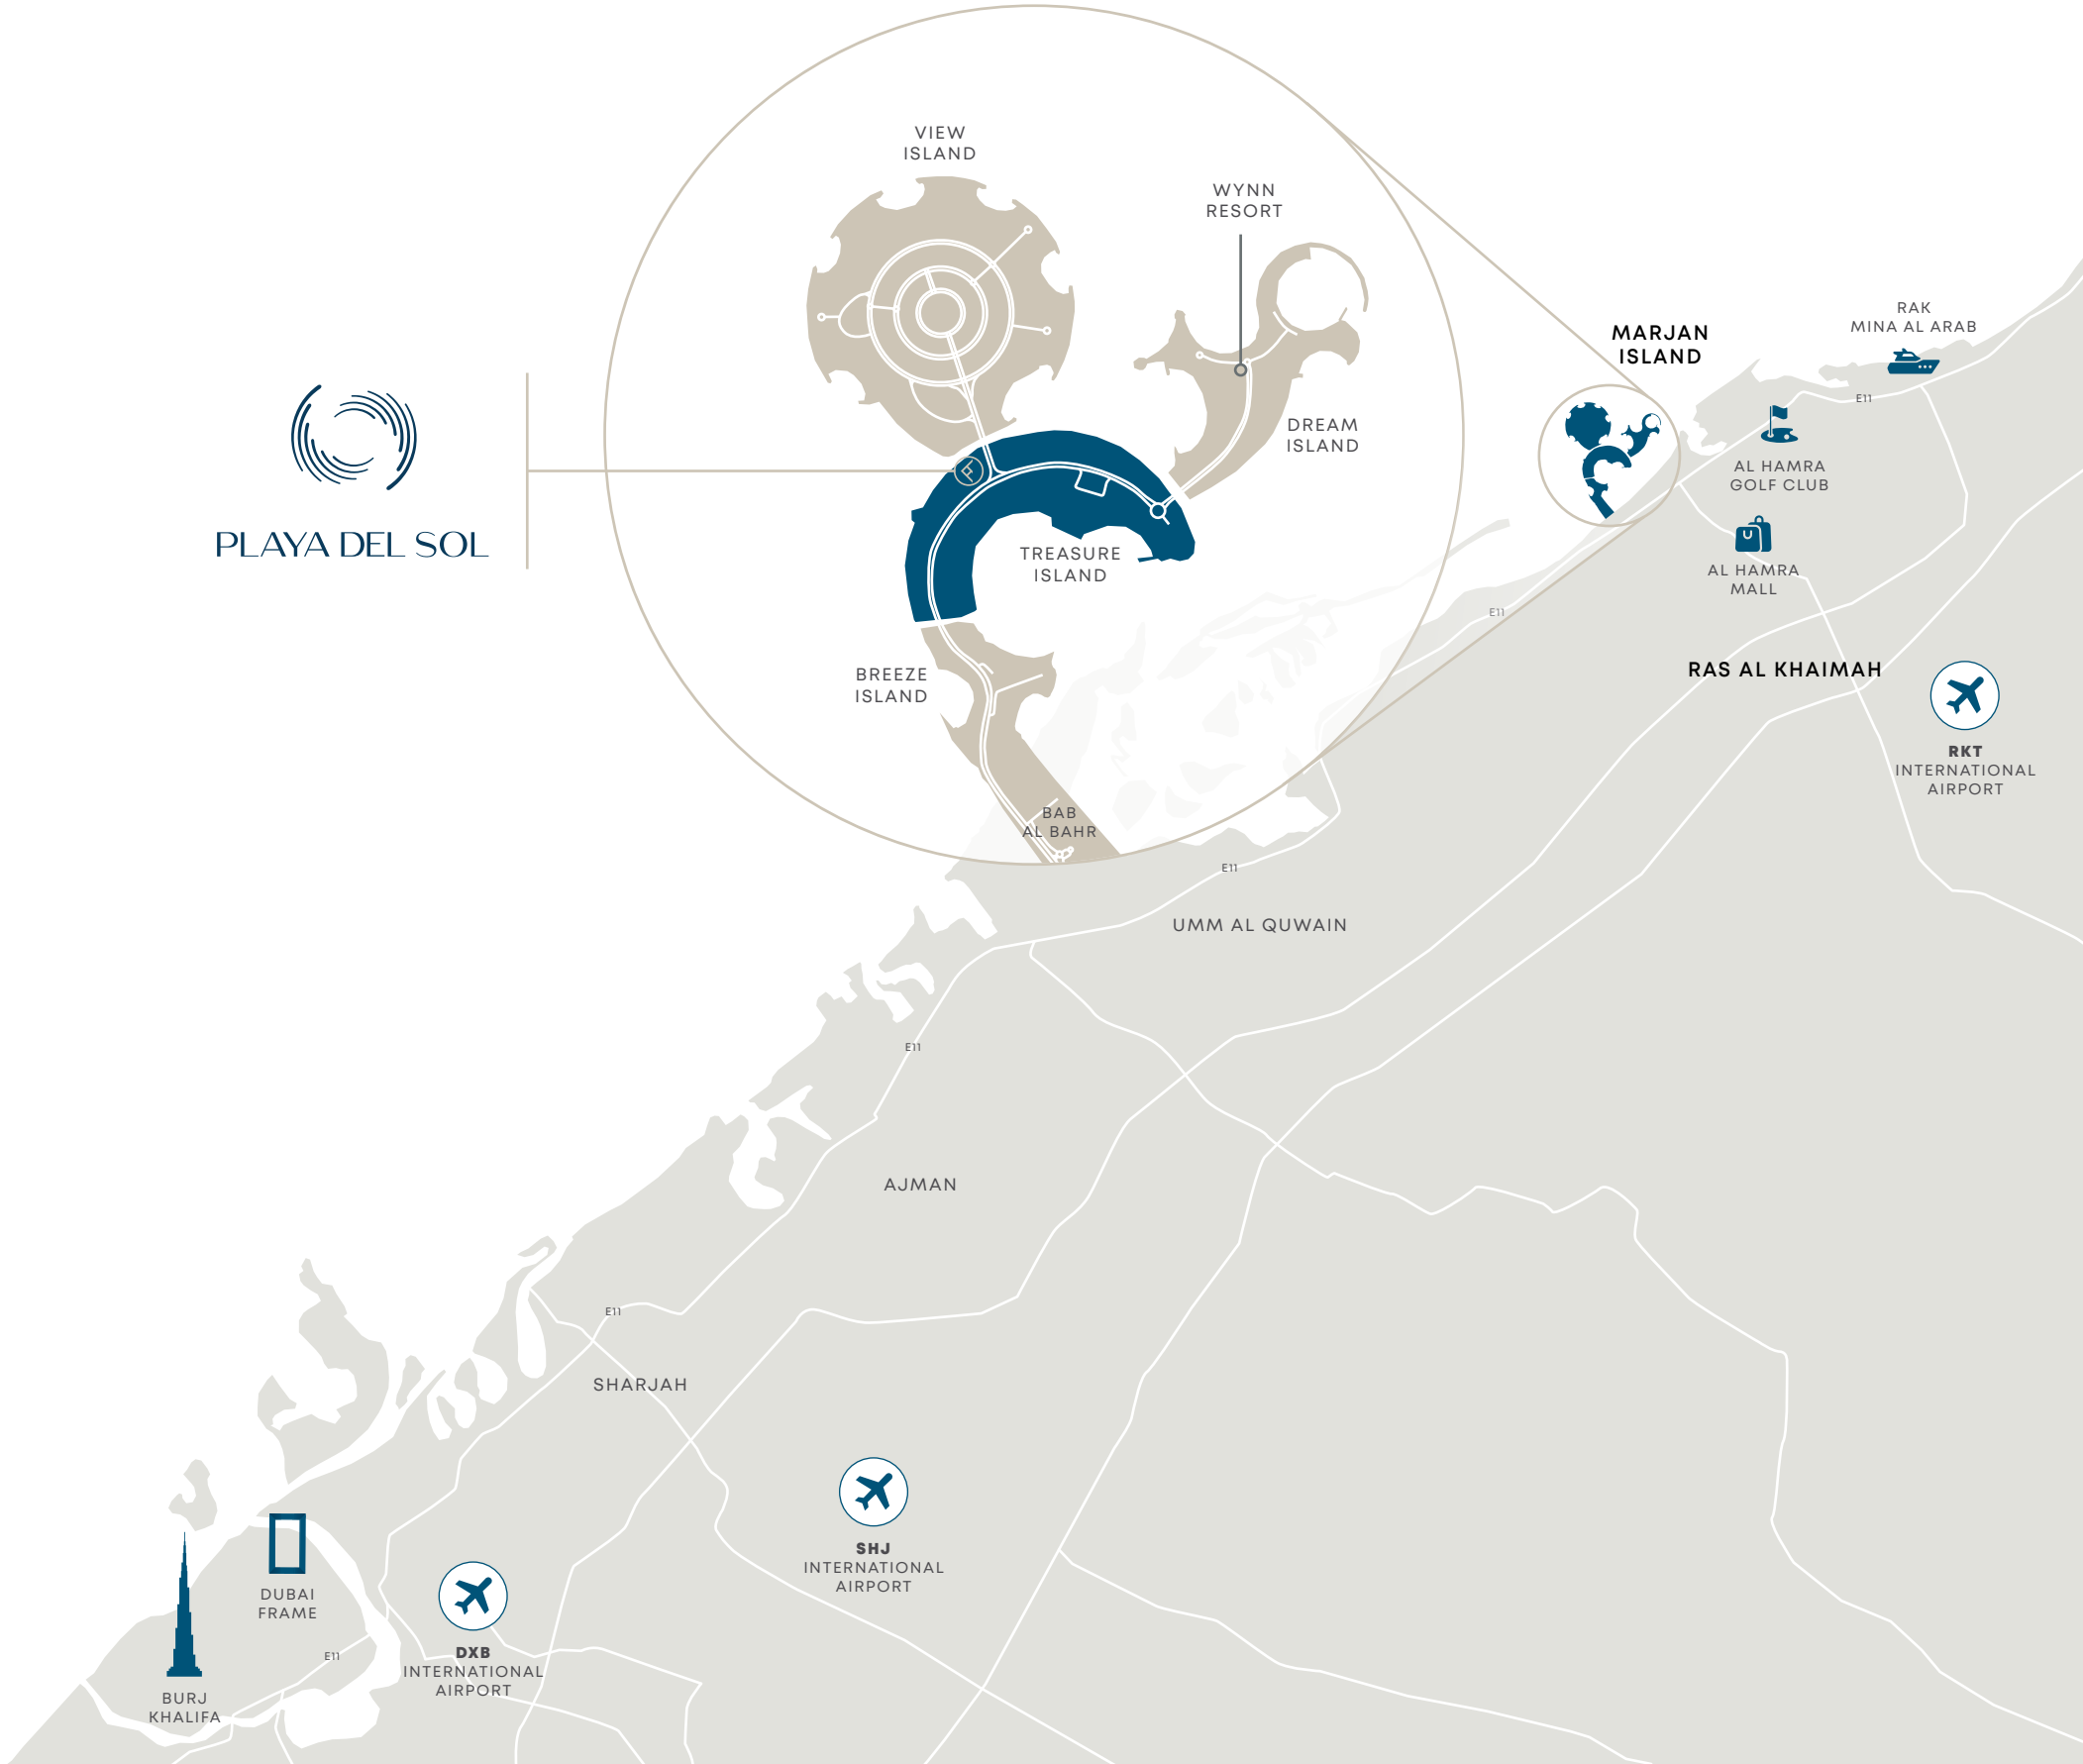 VIEW
ISLAND
WYNN
RESORT
RAK
MINA AL ARAB
MARJAN
ISLAND
E11
DREAM
ISLAND
AL HAMRA
GOLF CLUB
PLAYA DEL SOL
TREASURE
ISLAND
AL HAMRA
MALL
E11
BREEZE
ISLAND
RAS AL KHAIMAH
RKT
INTERNATIONAL
AIRPORT
BAB
AL BAHR
E11
UMM AL QUWAIN
E11
AJMAN
E11
SHARJAH
SHJ
INTERNATIONAL
AIRPORT
DUBAI
FRAME
E11
DXB
INTERNATIONAL
AIRPORT
BURJ
KHALIFA